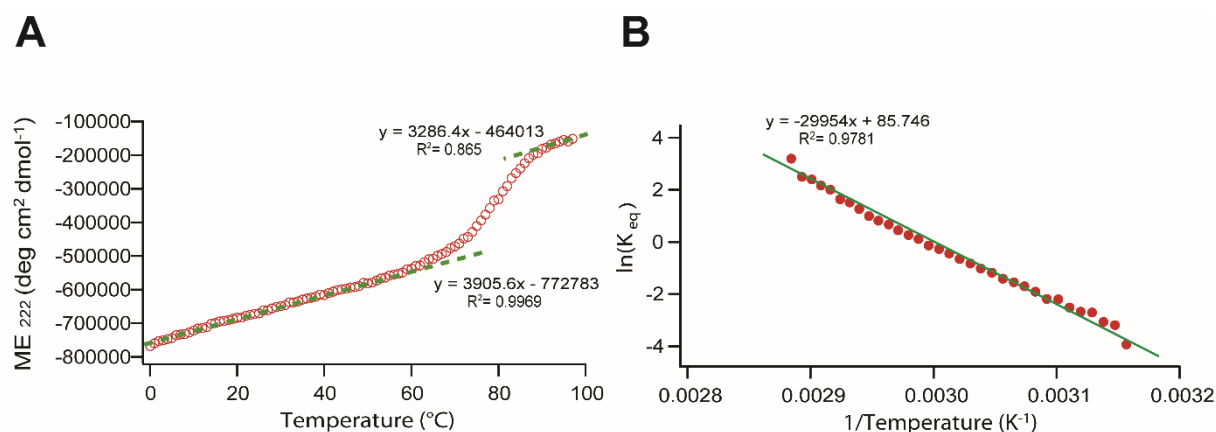 A
B
-100000
-200000
-300000
-400000
-500000
-600000
-700000
-800000
ME 222 (deg cm² dmol⁻¹)
y = 3286.4x - 464013
R²= 0.865
y = 3905.6x - 772783
R²= 0.9969
0 20 40 60 80 100
Temperature (°C)
4
2
0
-2
-4
ln(Keq)
y = -29954x + 85.746
R²= 0.9781
0.0028 0.0029 0.0030 0.0031 0.0032
1/Temperature (K⁻¹)